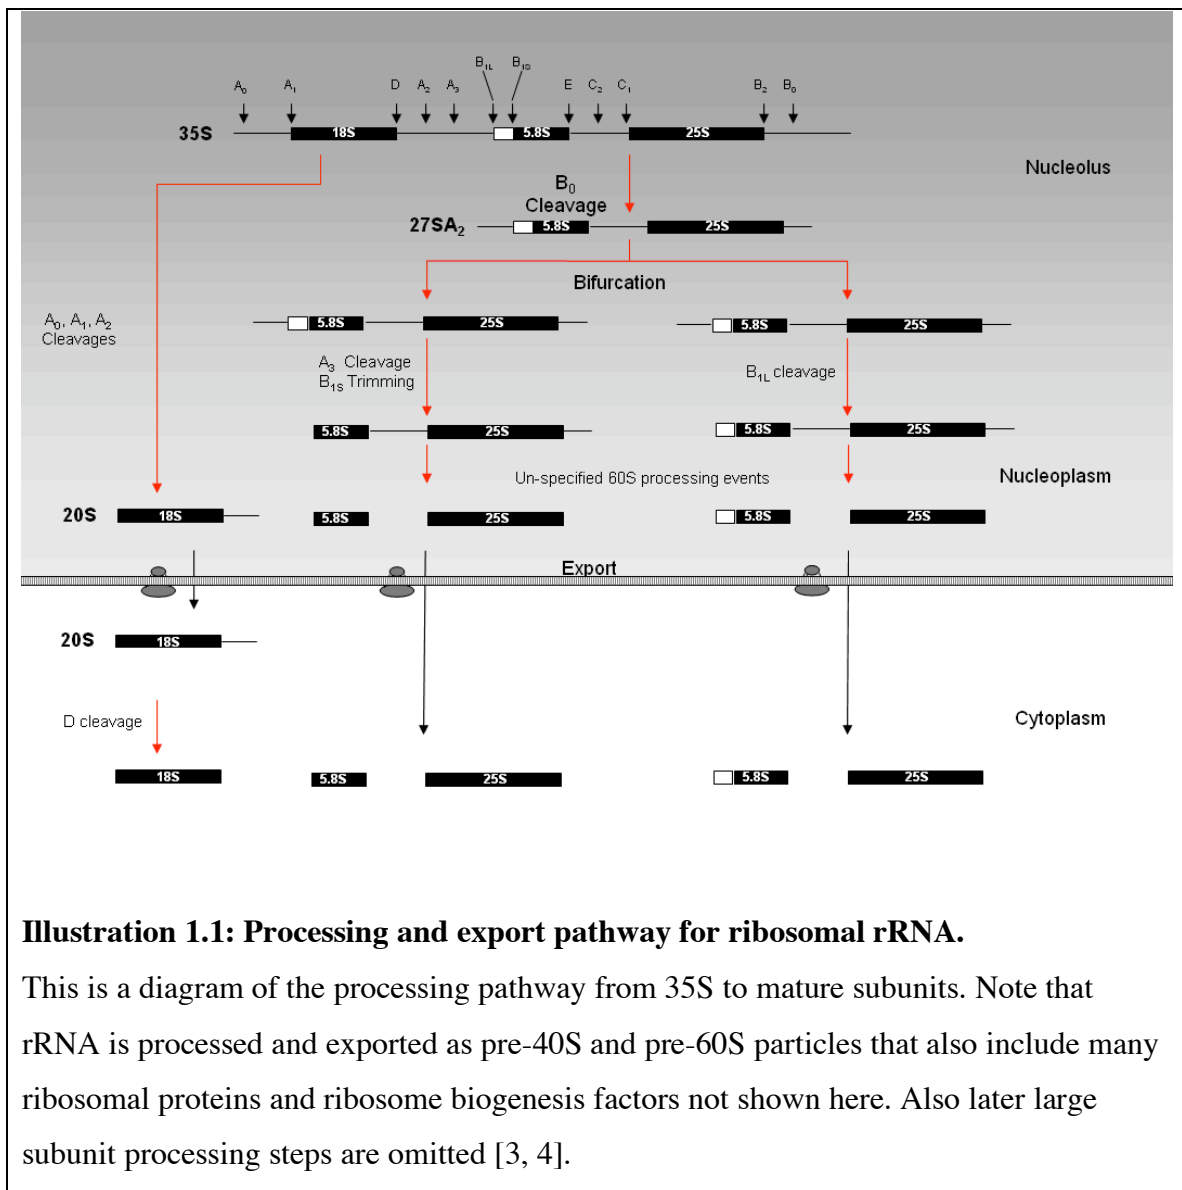 B1L B1S
A0 A1 D A2 A3 E C2 C1 B2 B0
35S 18S 5.8S 25S
Nucleolus
B0
Cleavage
27SA2 5.8S 25S
Bifurcation
A0, A1, A2
Cleavages
5.8S 25S 5.8S 25S
A3 Cleavage
B1S Trimming
B1L cleavage
5.8S 25S 5.8S 25S
Un-specified 60S processing events
Nucleoplasm
20S 18S 5.8S 25S 5.8S 25S
Export
20S 18S
D cleavage
Cytoplasm
18S 5.8S 25S 5.8S 25S
Illustration 1.1: Processing and export pathway for ribosomal rRNA.
This is a diagram of the processing pathway from 35S to mature subunits. Note that
rRNA is processed and exported as pre-40S and pre-60S particles that also include many
ribosomal proteins and ribosome biogenesis factors not shown here. Also later large
subunit processing steps are omitted [3, 4].